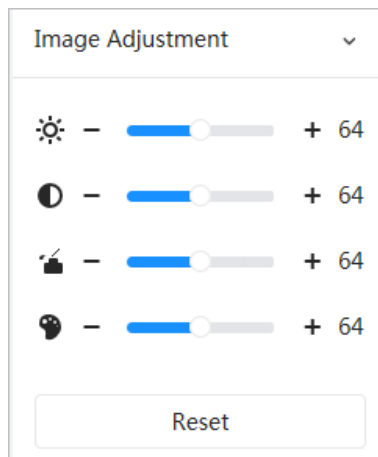 Image Adjustment
- + 64
- + 64
- + 64
- + 64
Reset